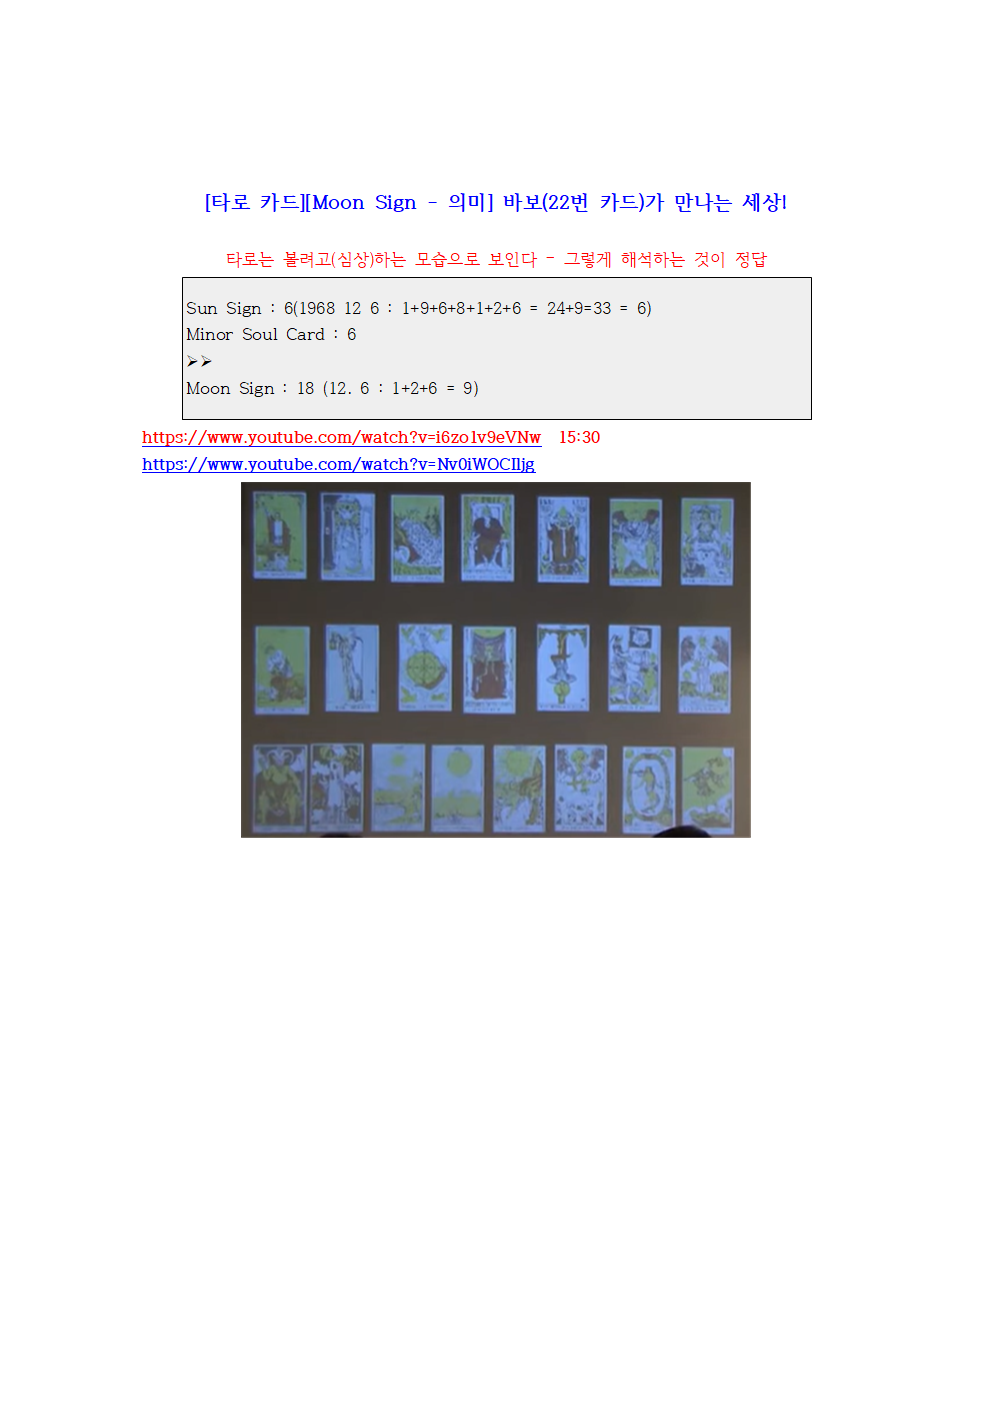 [타로 카드][Moon Sign - 의미] 바보(22번 카드)가 만나는 세상!
타로는 볼려고(심상)하는 모습으로 보인다 - 그렇게 해석하는 것이 정답
Sun Sign : 6(1968 12 6 : 1+9+6+8+1+2+6 = 24+9=33 = 6)
Minor Soul Card : 6
➢➢
Moon Sign : 18 (12. 6 : 1+2+6 = 9)
https://www.youtube.com/watch?v=i6zo1v9eVNw 15:30
https://www.youtube.com/watch?v=Nv0iWOCIljg